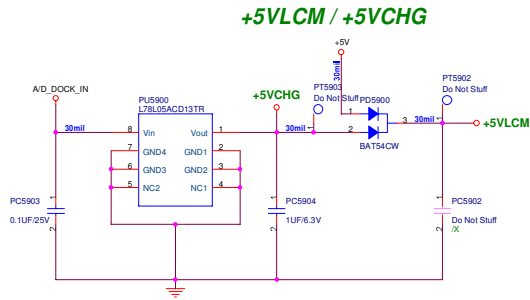 +5VLCM / +5VCHG
+5V
A/D_DOCK_IN
PU5900
L78L05ACD13TR
+5VCHG
PT5903
Do Not Stuff
30mil
PD5900
PT5902
Do Not Stuff
30mil
8 Vin Vout 1
30mil
1
2
3
30mil
+5VLCM
BAT54CW
7 GND4 GND1 2
6 GND3 GND2 3
5 NC2 NC1 4
PC5903
0.1UF/25V
1
2
PC5904
1UF/6.3V
1
2
PC5902
Do Not Stuff
/X
1
2
1
1